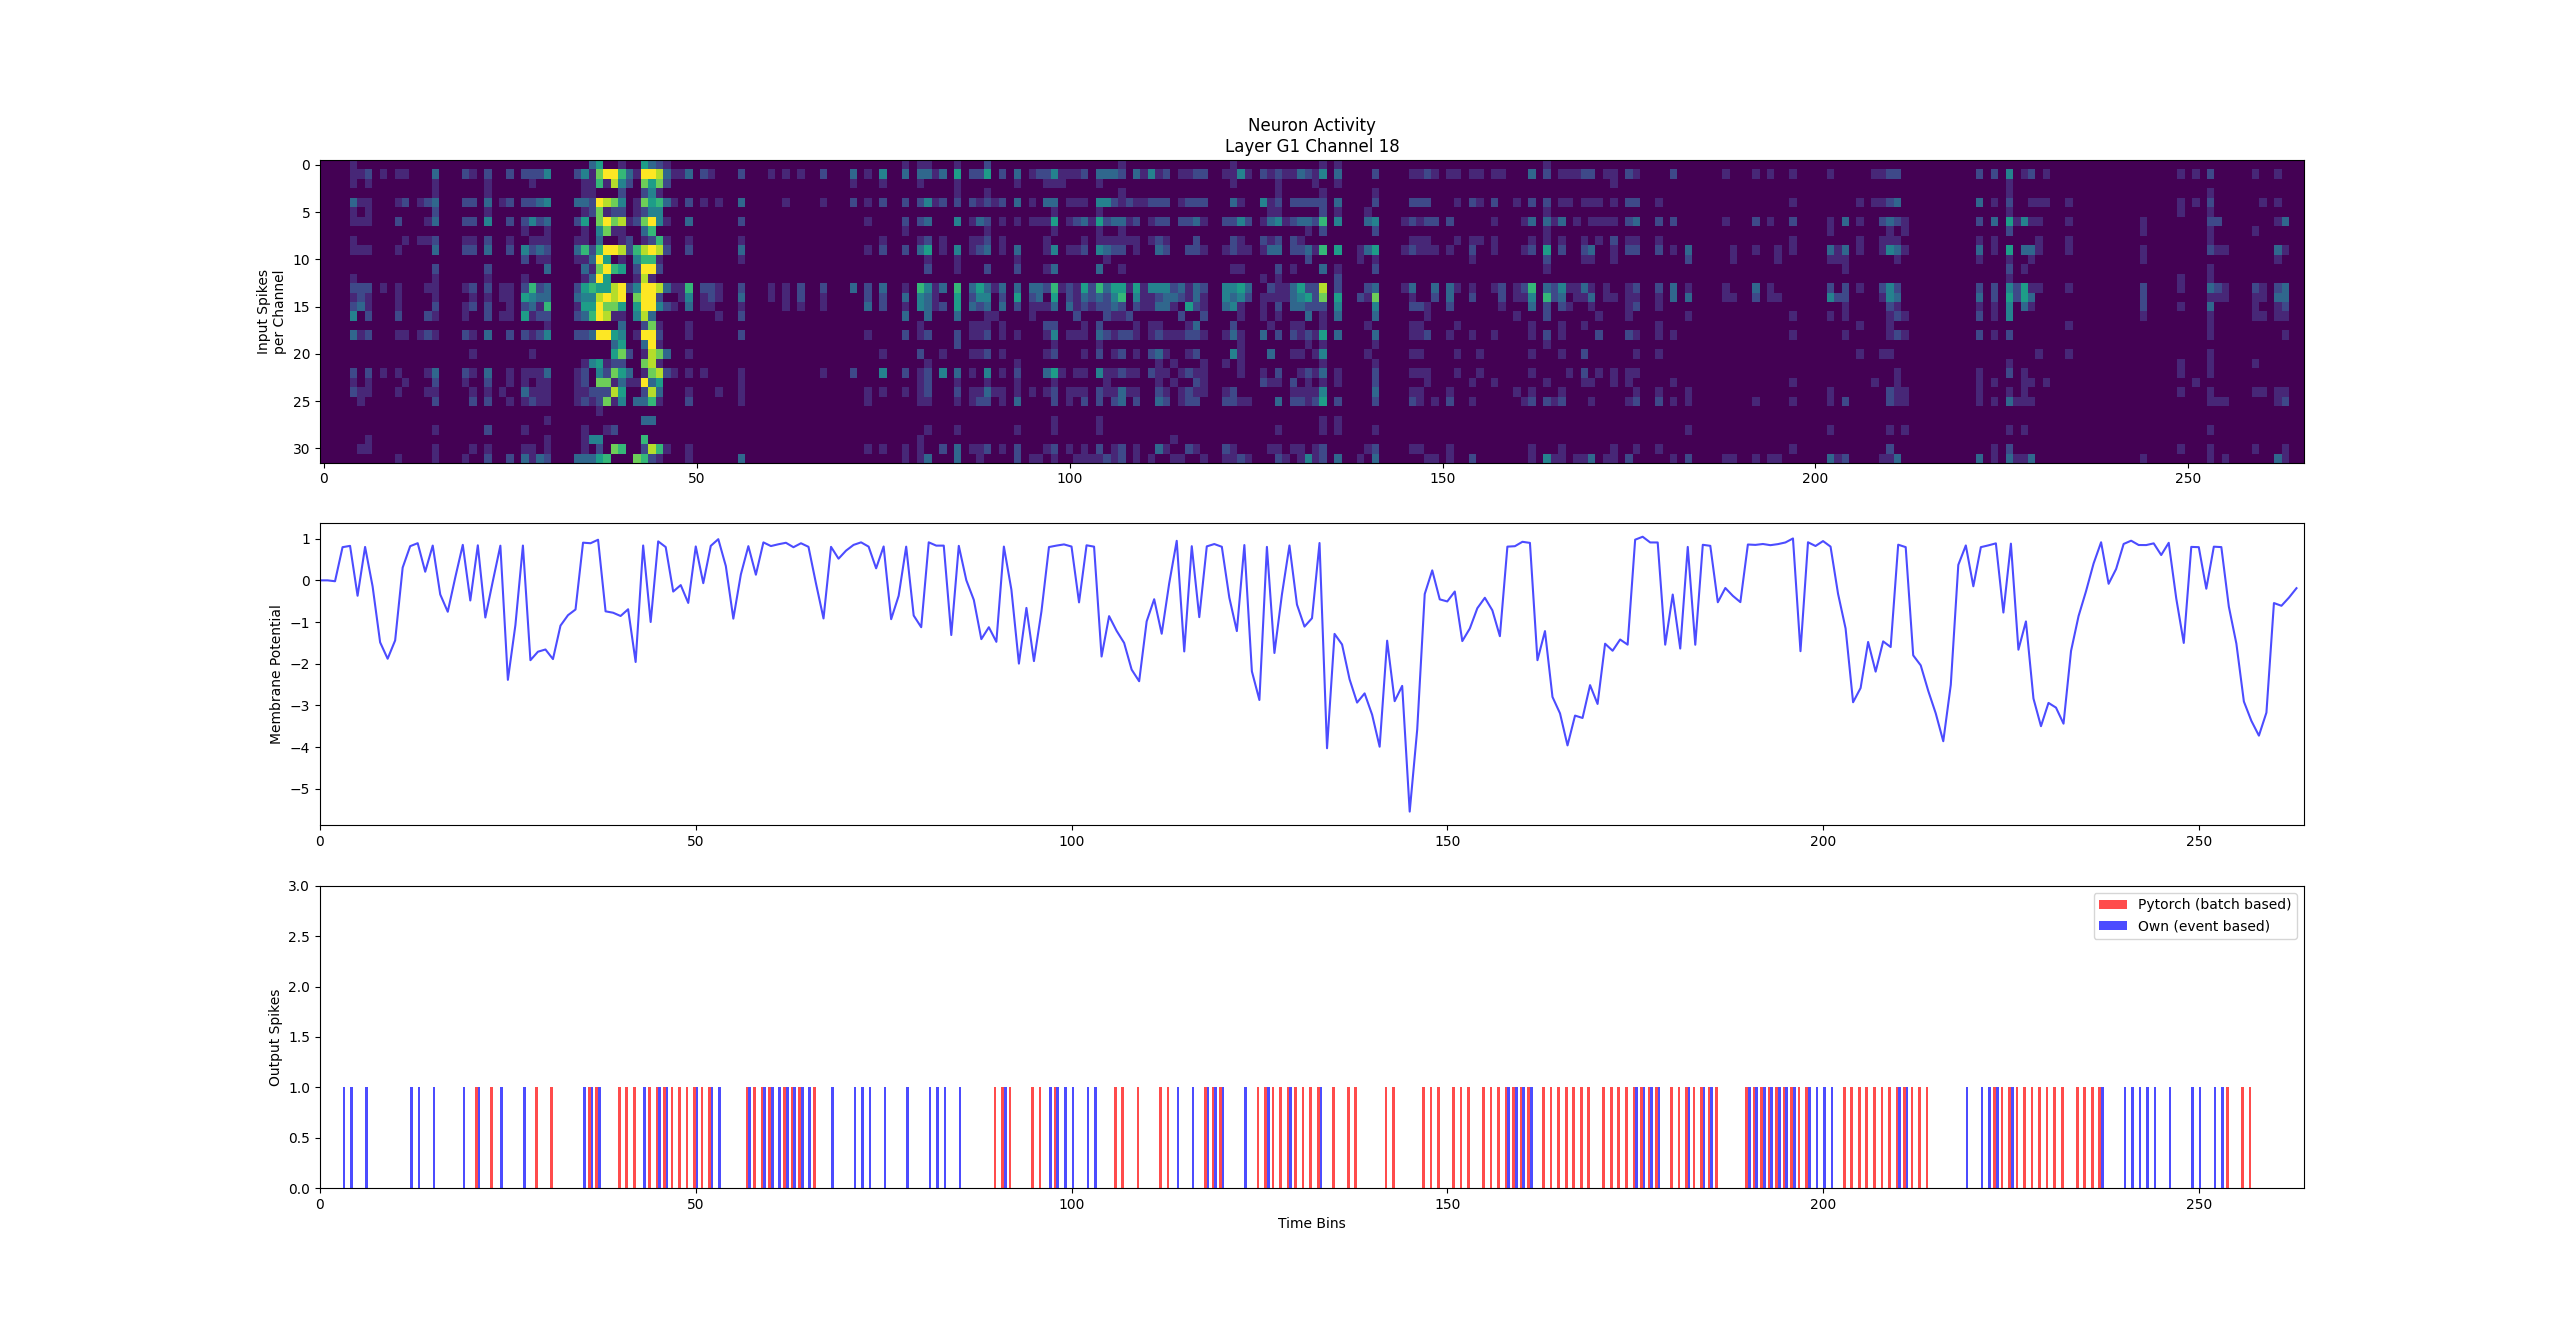 Neuron Activity
Layer G1 Channel 18
Input Spikes
per Channel
0
5
10
15
20
25
30
0 50 100 150 200 250
Membrane Potential
1
0
−1
−2
−3
−4
−5
0 50 100 150 200 250
Output Spikes
3.0
2.5
2.0
1.5
1.0
0.5
0.0
Pytorch (batch based)
Own (event based)
0 50 100 150 200 250
Time Bins